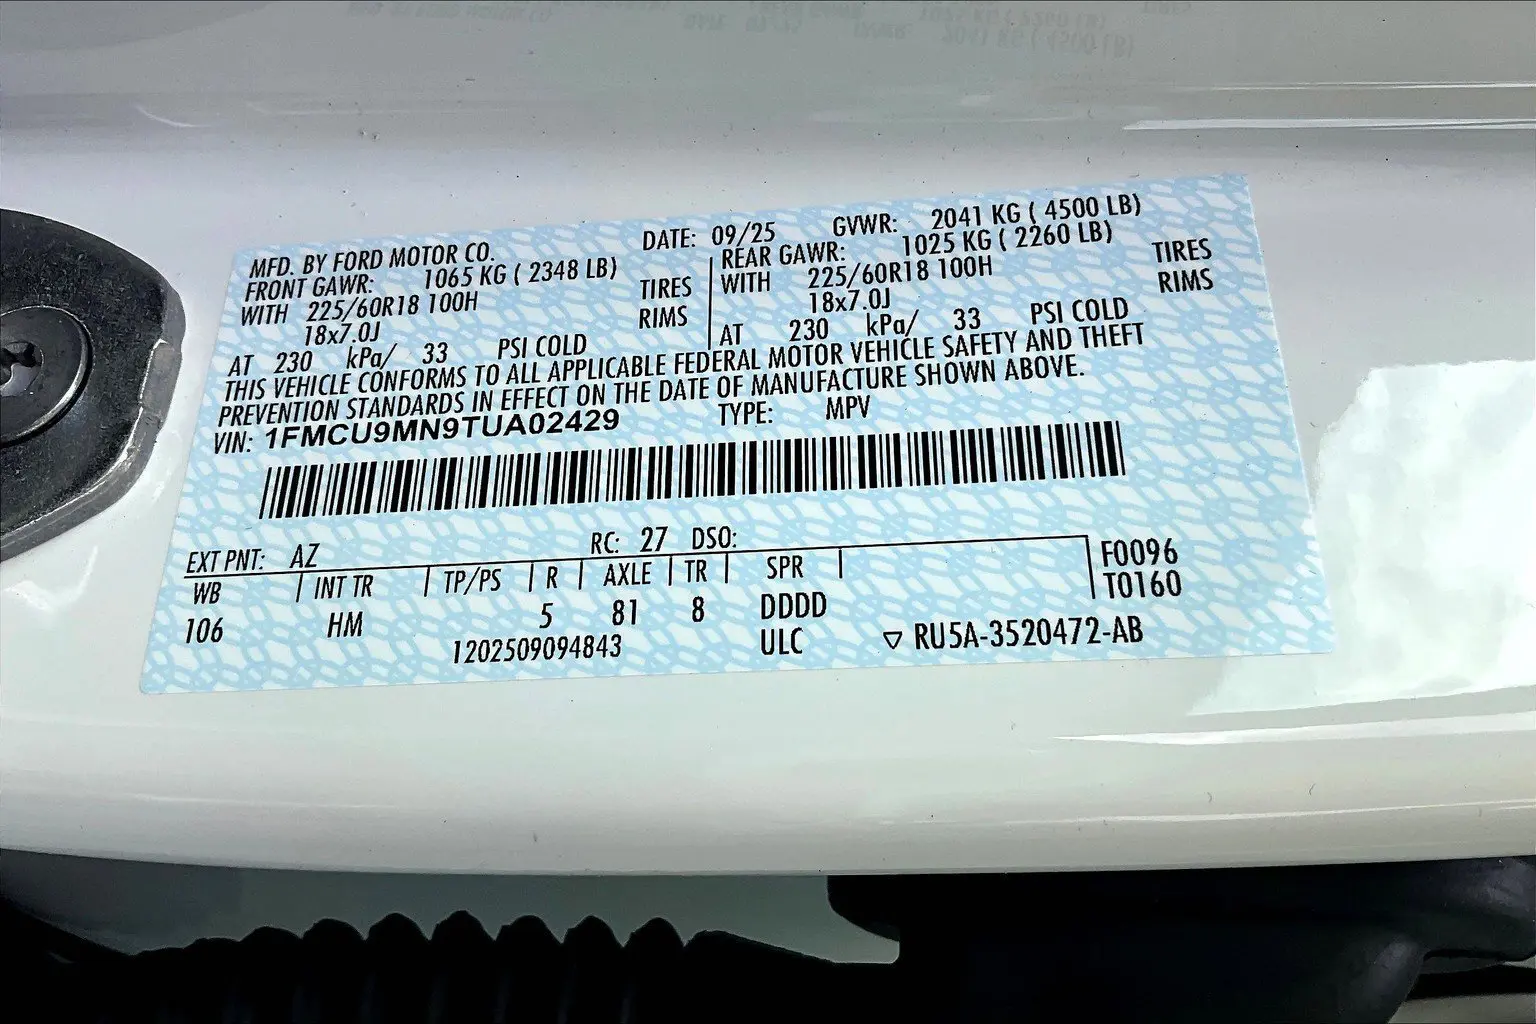 MFD. BY FORD MOTOR CO. DATE: 09/25 GVWR: 2041 KG ( 4500 LB)
FRONT GAWR: 1065 KG ( 2348 LB) REAR GAWR: 1025 KG ( 2260 LB)
WITH 225/60R18 100H TIRES WITH 225/60R18 100H TIRES
18x7.0J RIMS 18x7.0J RIMS
AT 230 kPa/ 33 PSI COLD AT 230 kPa/ 33 PSI COLD
THIS VEHICLE CONFORMS TO ALL APPLICABLE FEDERAL MOTOR VEHICLE SAFETY AND THEFT
PREVENTION STANDARDS IN EFFECT ON THE DATE OF MANUFACTURE SHOWN ABOVE.
VIN: 1FMCU9MN9TUA02429 TYPE: MPV
EXT PNT: AZ RC: 27 DSO:
WB INT TR TP/PS R AXLE TR SPR F0096
106 HM 5 81 8 DDDD T0160
1202509094843 ULC ▽ RU5A-3520472-AB